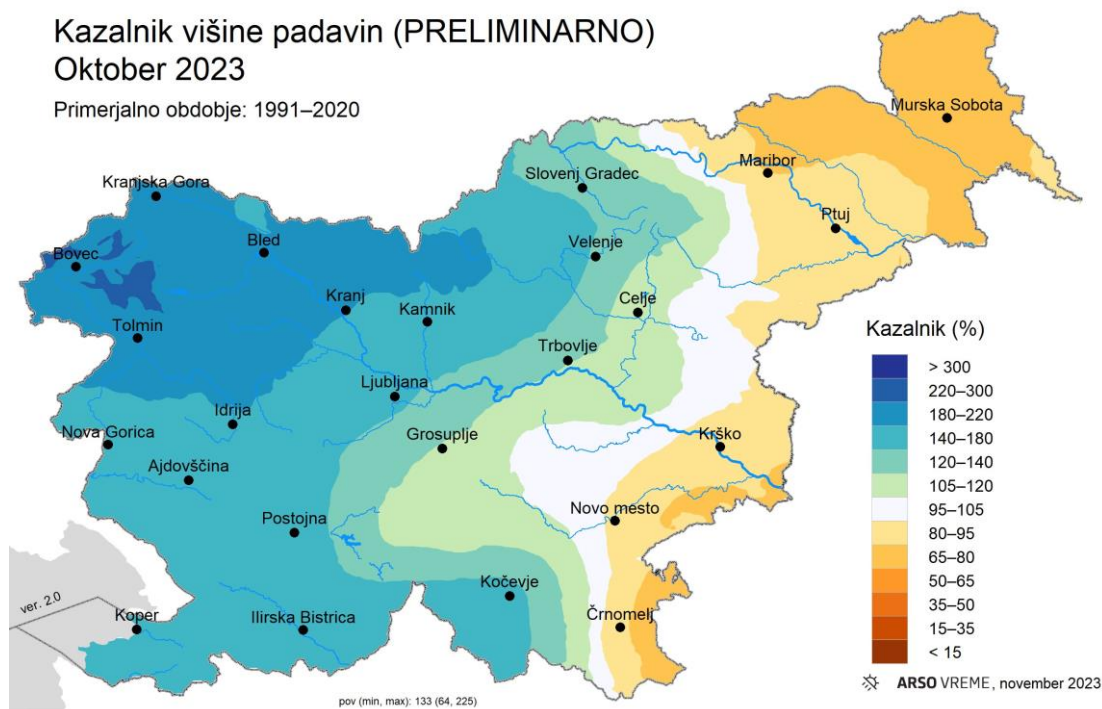 Kazalnik višine padavin (PRELIMINARNO)
Oktober 2023
Primerjalno obdobje: 1991–2020
Murska Sobota
Maribor
Slovenj Gradec
Kranjska Gora
Ptuj
Bled
Velenje
Bovec
Kranj
Celje
Kamnik
Tolmin
Trbovlje
Ljubljana
Idrija
Nova Gorica
Grosuplje
Krško
Ajdovščina
Novo mesto
Postojna
Kočevje
Koper
Ilirska Bistrica
Črnomelj
Kazalnik (%)
> 300
220–300
180–220
140–180
120–140
105–120
95–105
80–95
65–80
50–65
35–50
15–35
< 15
ver. 2.0
pov (min, max): 133 (64, 225)
ARSO VREME, november 2023